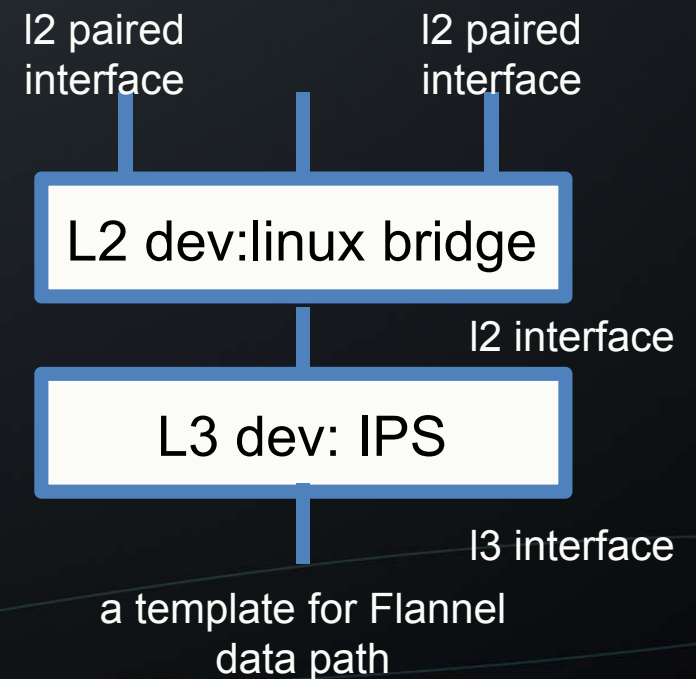 l2 paired
interface
l2 paired
interface
L2 dev:linux bridge
l2 interface
L3 dev: IPS
l3 interface
a template for Flannel
data path